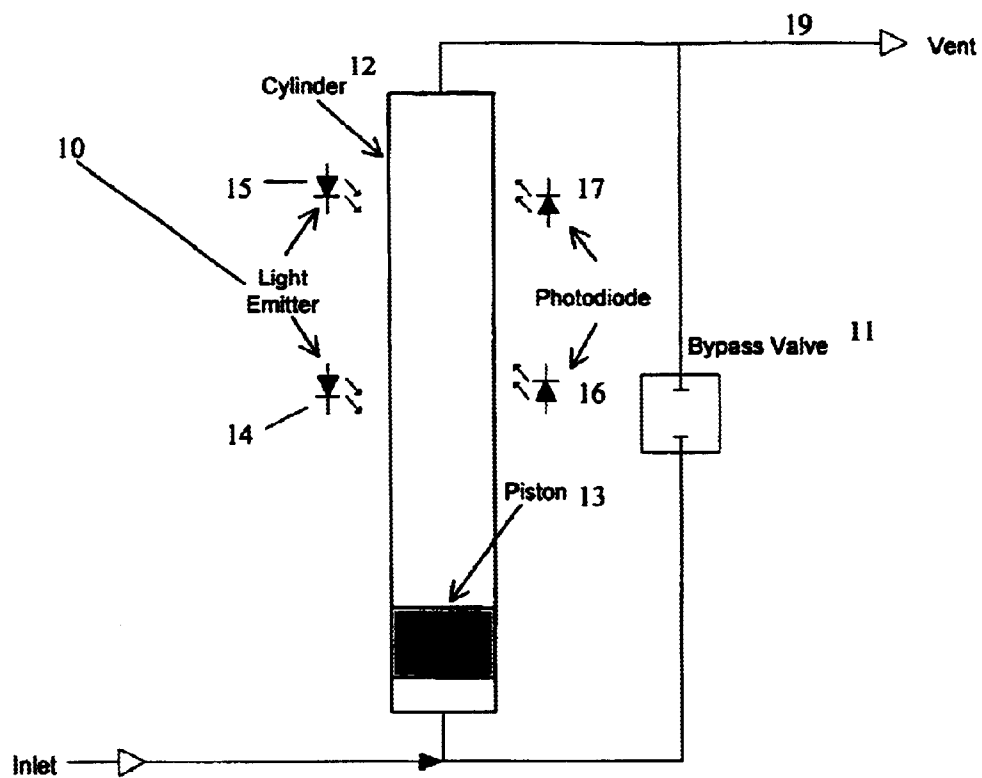 19
Vent
Cylinder 12
10
15
17
Light
Emitter
Photodiode
Bypass Valve 11
16
14
Piston 13
Inlet